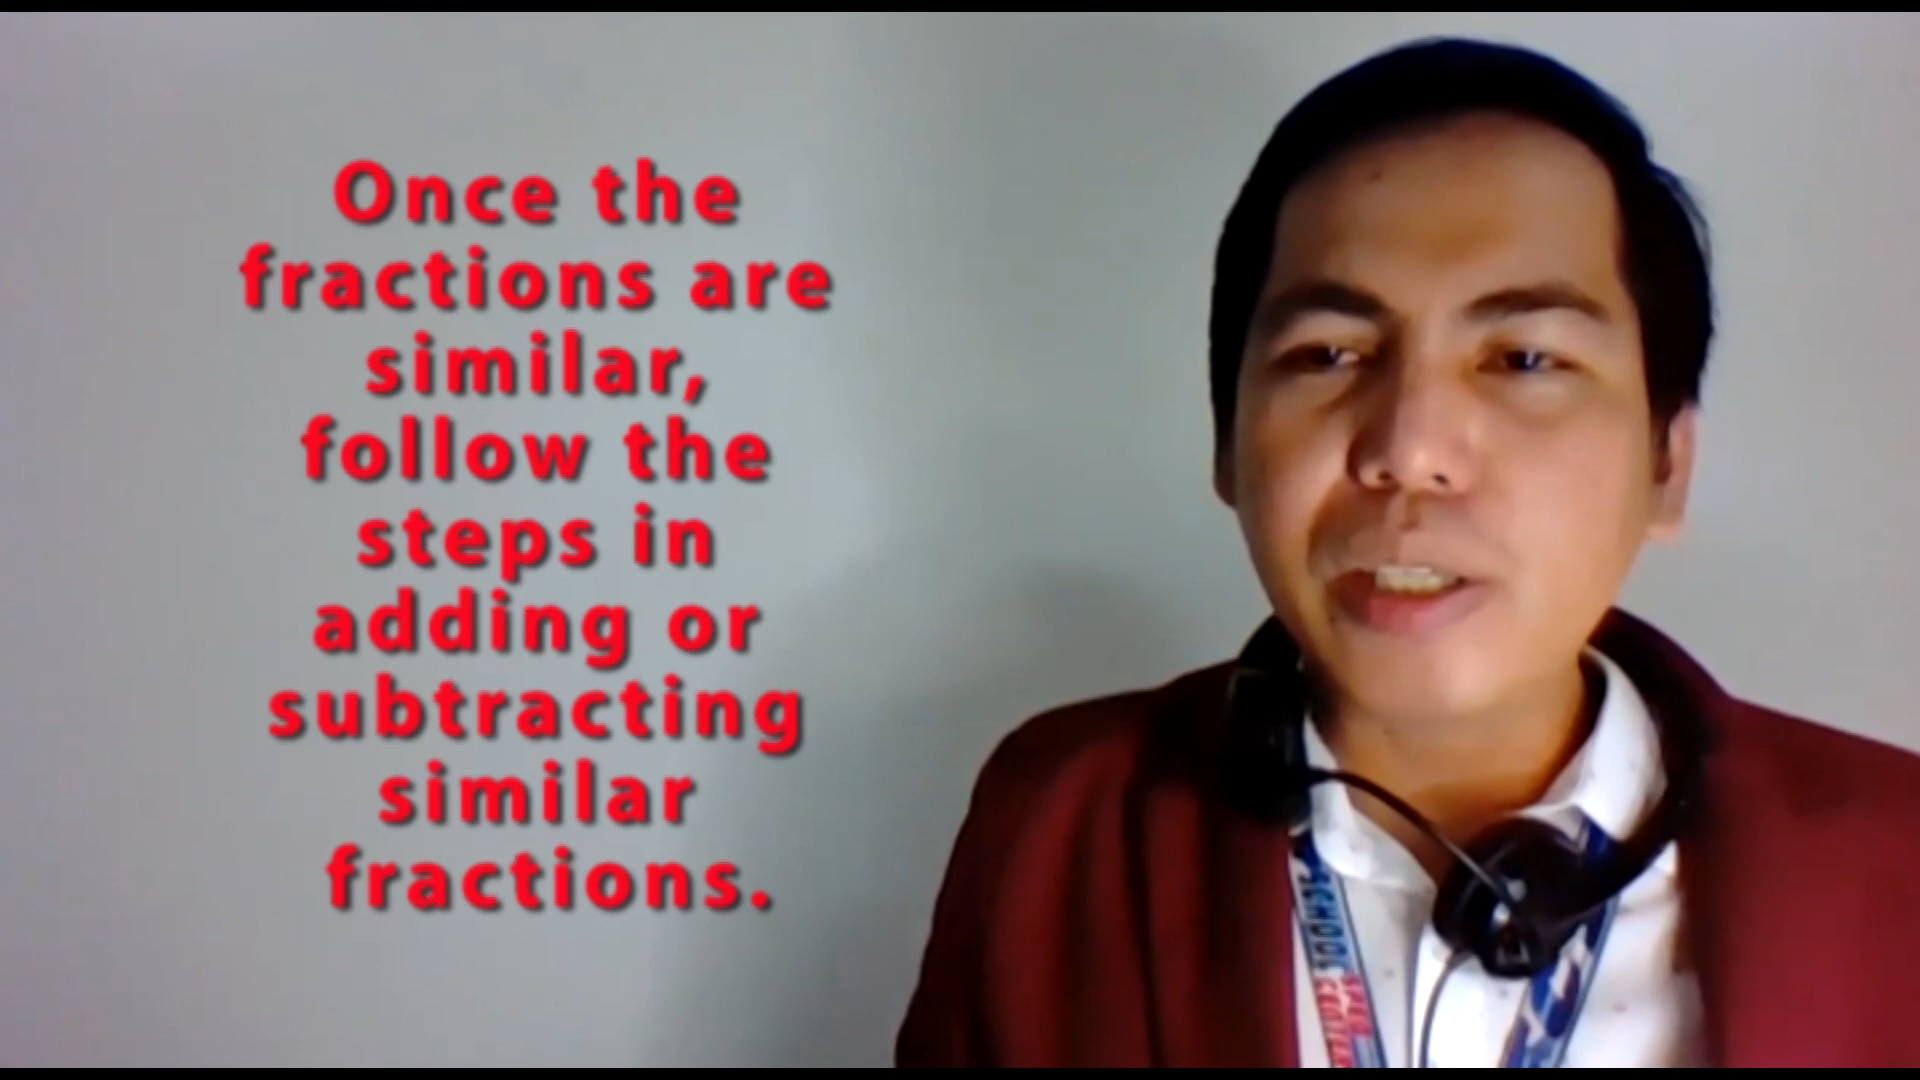 Once the
fractions are
similar,
follow the
steps in
adding or
subtracting
similar
fractions.